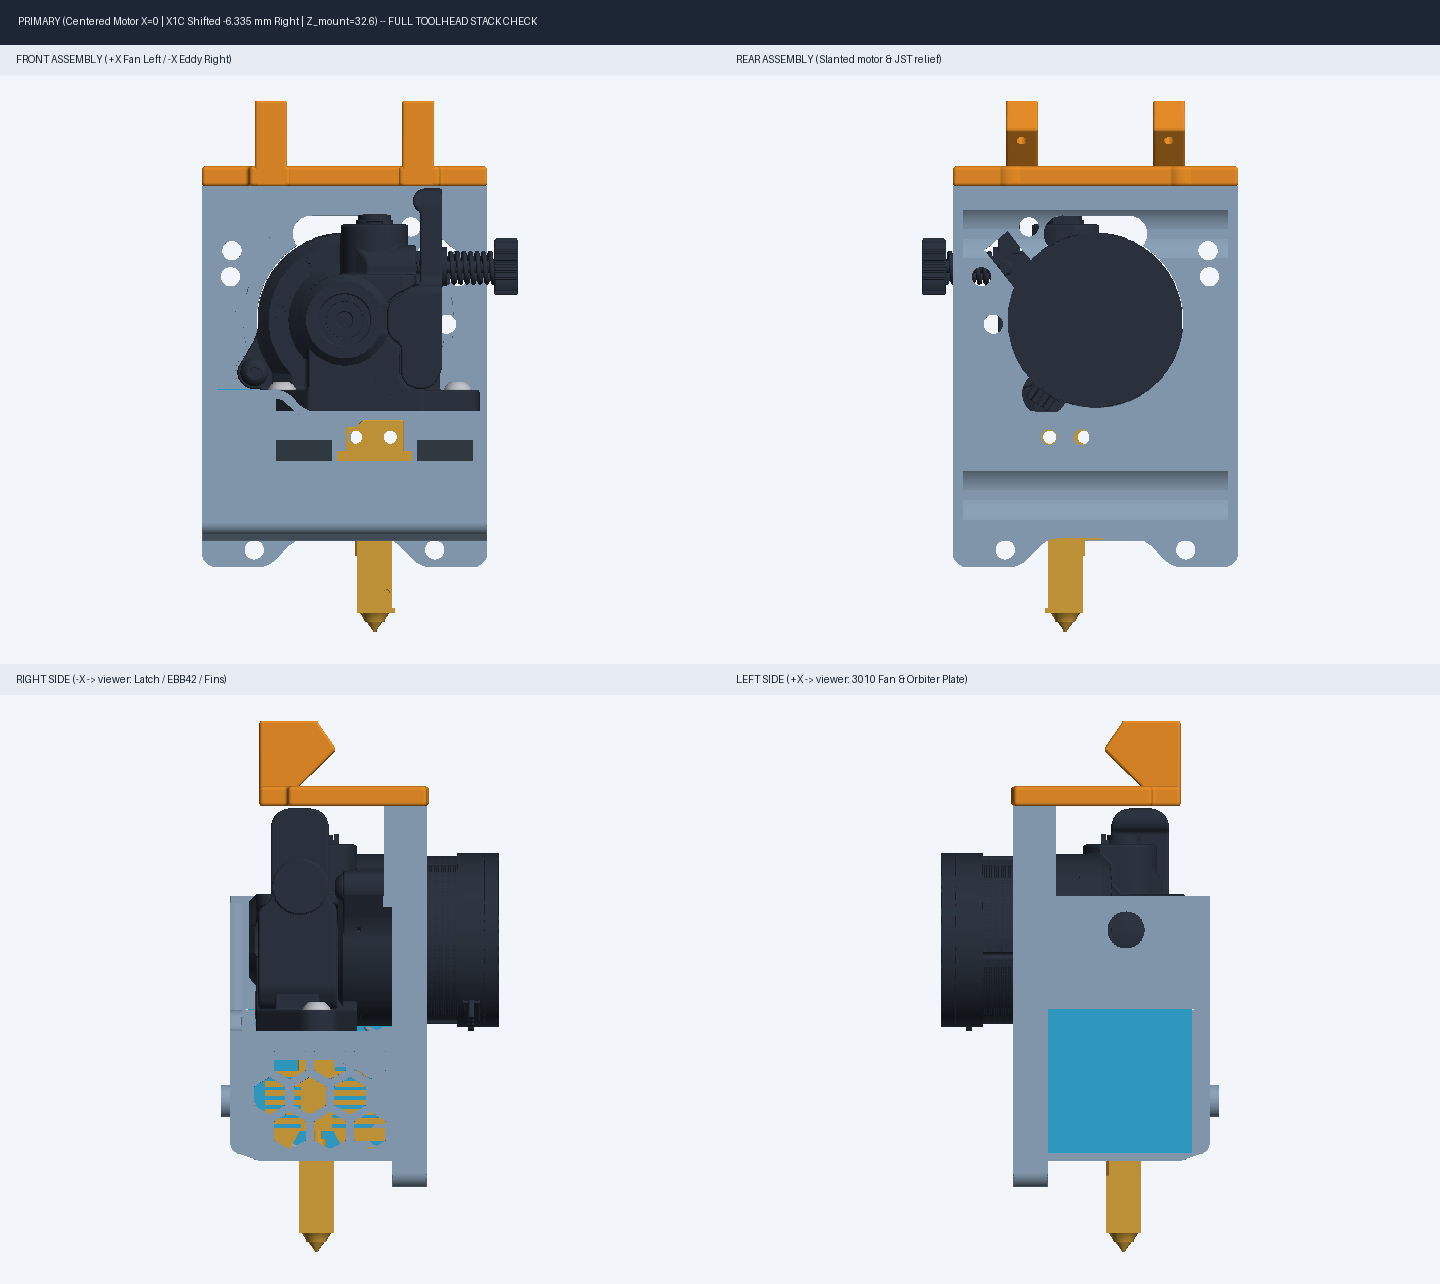 PRIMARY (Centered Motor X=0 | X1C Shifted -6.335 mm Right | Z_mount=32.6) -- FULL TOOLHEAD STACK CHECK
FRONT ASSEMBLY (+X Fan Left / -X Eddy Right)
REAR ASSEMBLY (Slanted motor & JST relief)
RIGHT SIDE (-X -> viewer: Latch / EBB42 / Fins)
LEFT SIDE (+X -> viewer: 3010 Fan & Orbiter Plate)